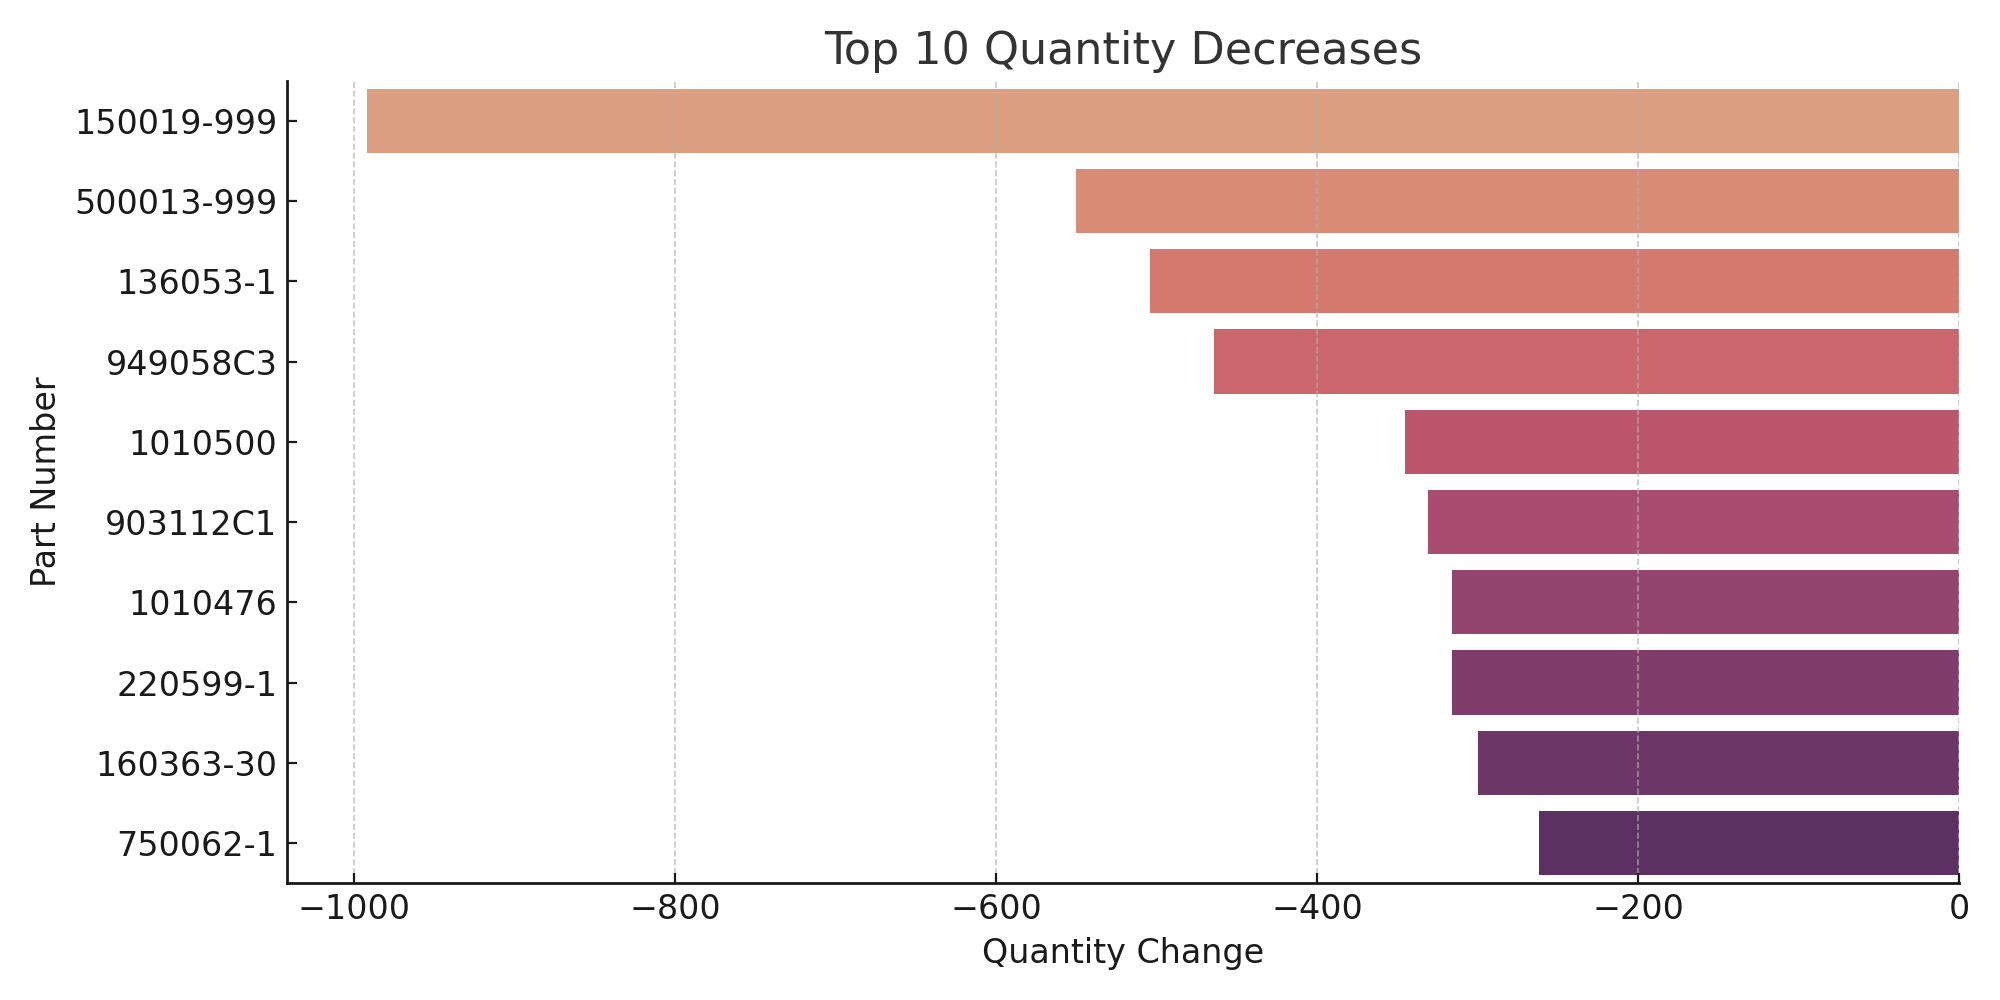 Top 10 Quantity Decreases
150019-999
500013-999
136053-1
949058C3
1010500
903112C1
1010476
220599-1
160363-30
750062-1
Part Number
−1000 −800 −600 −400 −200 0
Quantity Change